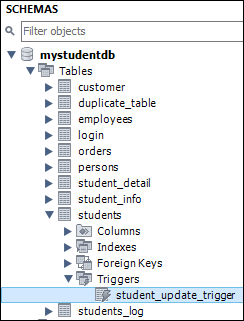 SCHEMAS
Filter objects
mystudentdb
Tables
customer
duplicate_table
employees
login
orders
persons
student_detail
student_info
students
Columns
Indexes
Foreign Keys
Triggers
student_update_trigger
students_log